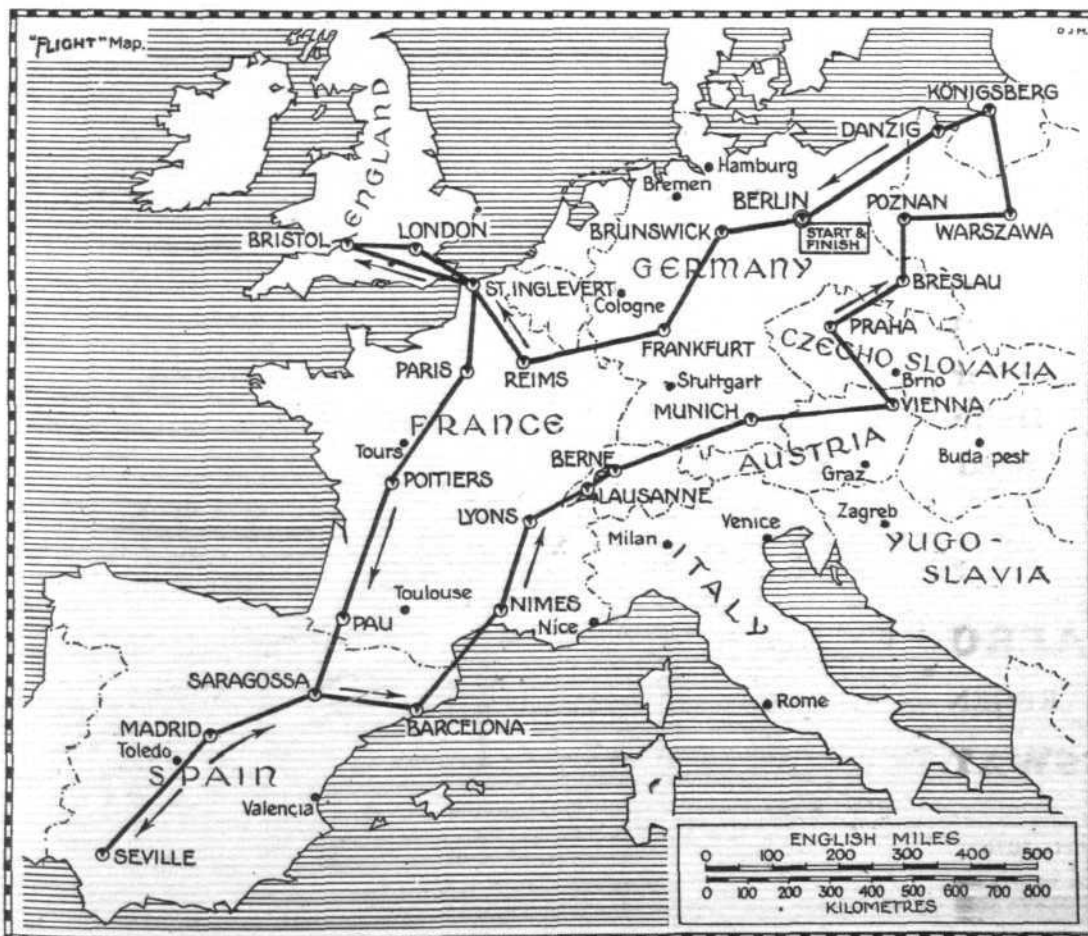 "FLIGHT" Map.
D.J.M.
KÖNIGSBERG
DANZIG
Hamburg
Bremen
ENGLAND
BERLIN
POZNAN
BRUNSWICK
START &
FINISH
WARSZAWA
LONDON
BRISTOL
GERMANY
ST. INGLEVERT
BRĖSLAU
Cologne
PRAHA
FRANKFURT
CZECHO SLOVAKIA
PARIS
REIMS
Stuttgart
Brno
VIENNA
MUNICH
FRANCE
Tours
BERNE
AUSTRIA
Buda pest
Graz
POITIERS
LAUSANNE
LYONS
Zagreb
Venice
Milan
YUGO-
SLAVIA
ITALY
Toulouse
NIMES
PAU
Nice
SARAGOSSA
Rome
MADRID
BARCELONA
Toledo
SPAIN
Valencia
SEVILLE
ENGLISH MILES
0 100 200 300 400 500
0 100 200 300 400 500 600 700 800
KILOMETRES